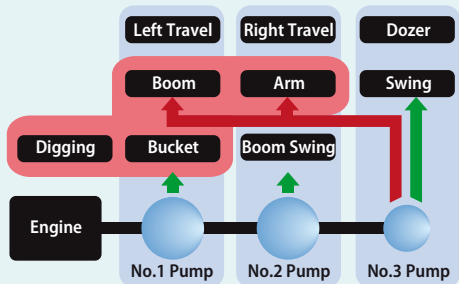 Left Travel
Right Travel
Dozer
Boom
Arm
Swing
Digging
Bucket
Boom Swing
Engine
No.1 Pump
No.2 Pump
No.3 Pump